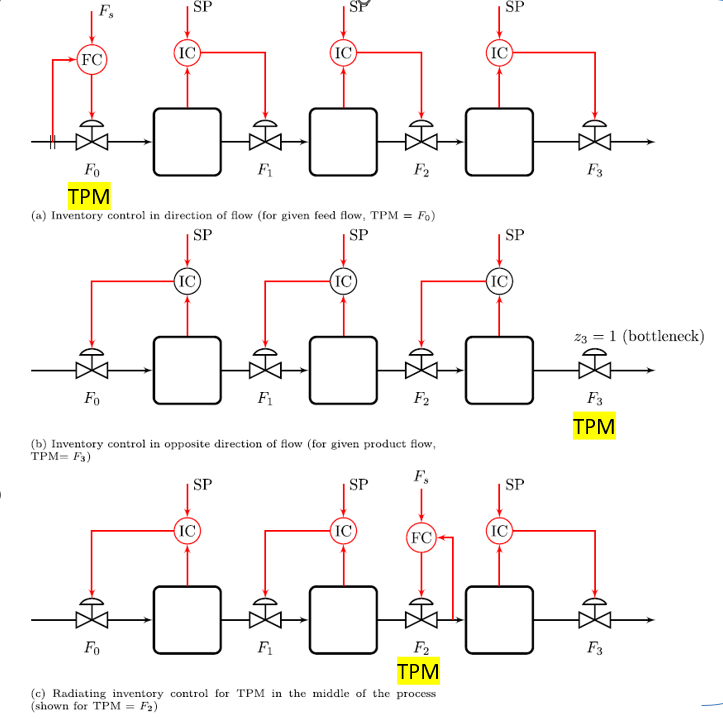 Fₛ SP SP SP
FC IC IC IC
F₀ F₁ F₂ F₃
TPM
(a) Inventory control in direction of flow (for given feed flow, TPM = F₀)
SP SP SP
IC IC IC
z₃ = 1 (bottleneck)
F₀ F₁ F₂ F₃
TPM
(b) Inventory control in opposite direction of flow (for given product flow,
TPM= F₃)
SP SP Fₛ SP
IC IC FC IC
F₀ F₁ F₂ F₃
TPM
(c) Radiating inventory control for TPM in the middle of the process
(shown for TPM = F₂)